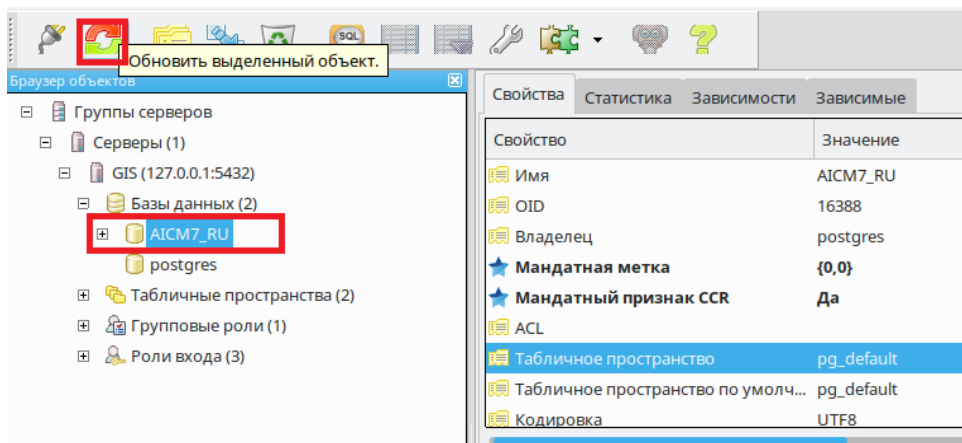 SQL
Обновить выделенный объект.
Браузер объектов
Группы серверов
Серверы (1)
GIS (127.0.0.1:5432)
Базы данных (2)
AICM7_RU
postgres
Табличные пространства (2)
Групповые роли (1)
Роли входа (3)
Свойства Статистика Зависимости Зависимые
Свойство Значение
Имя AICM7_RU
OID 16388
Владелец postgres
Мандатная метка {0,0}
Мандатный признак CCR Да
ACL
Табличное пространство pg_default
Табличное пространство по умолч... pg_default
Кодировка UTF8